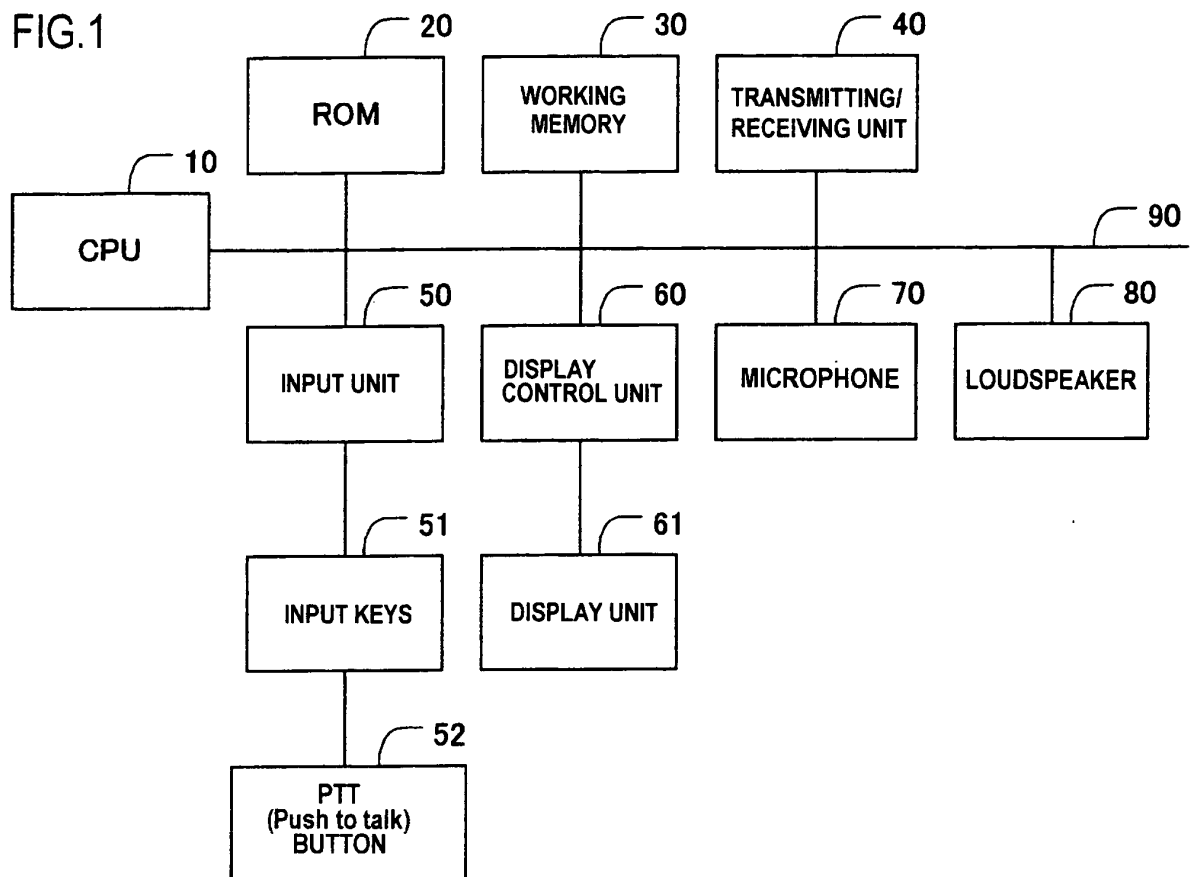 FIG.1
20
30
40
ROM
WORKING
MEMORY
TRANSMITTING/
RECEIVING UNIT
10
CPU
90
50
60
70
80
INPUT UNIT
DISPLAY
CONTROL UNIT
MICROPHONE
LOUDSPEAKER
51
61
INPUT KEYS
DISPLAY UNIT
52
PTT
(Push to talk)
BUTTON